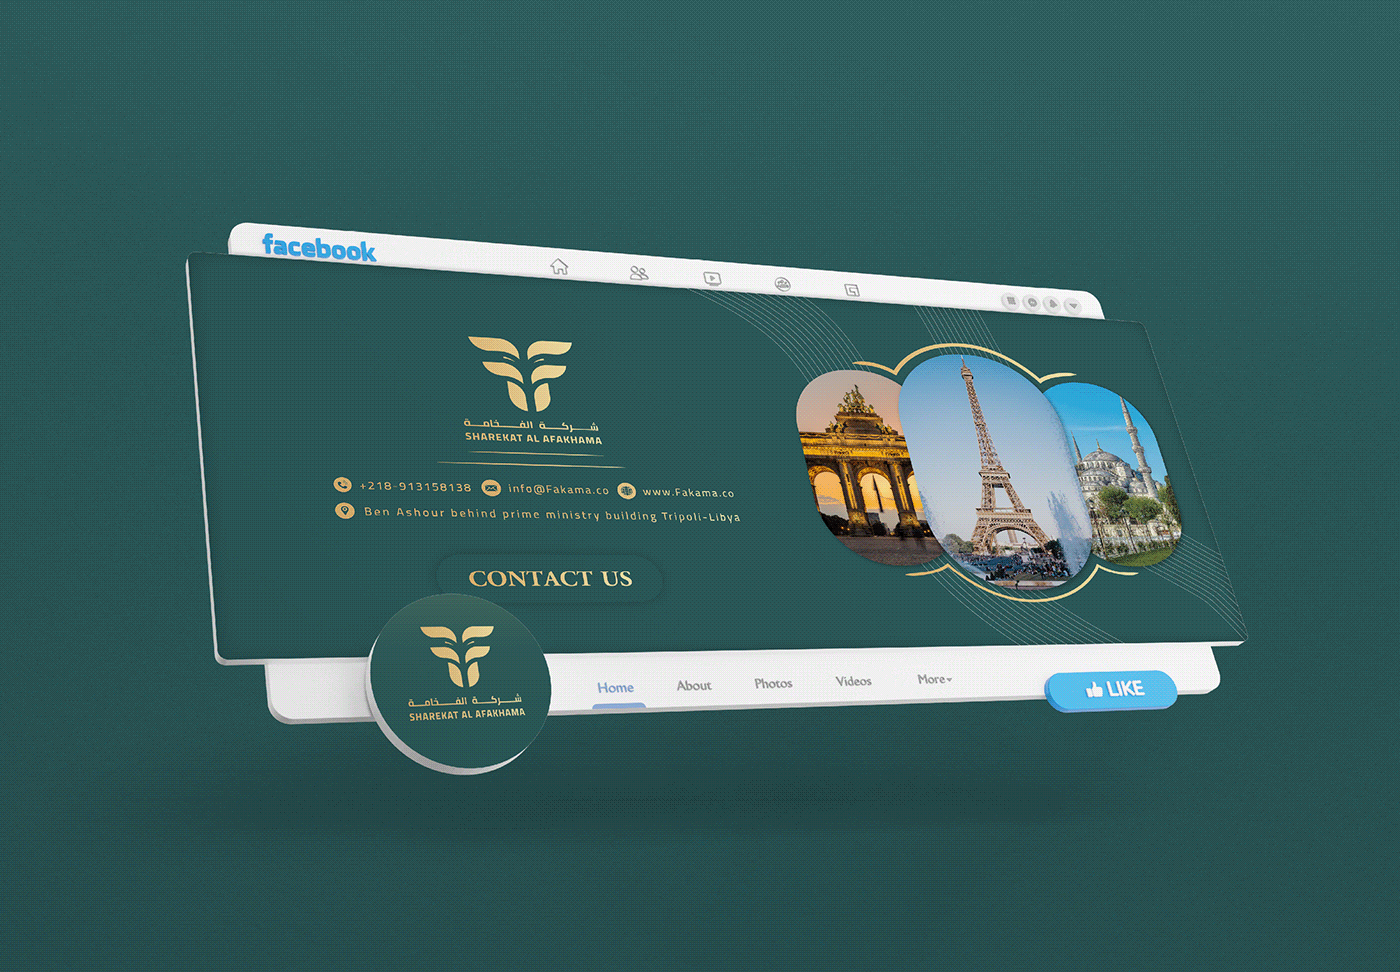 facebook
شركة الفخامة
SHAREKAT AL AFAKHAMA
+218-913158138 info@Fakama.co www.Fakama.co
Ben Ashour behind prime ministry building Tripoli-Libya
CONTACT US
شركة الفخامة
SHAREKAT AL AFAKHAMA
Home About Photos Videos More
LIKE